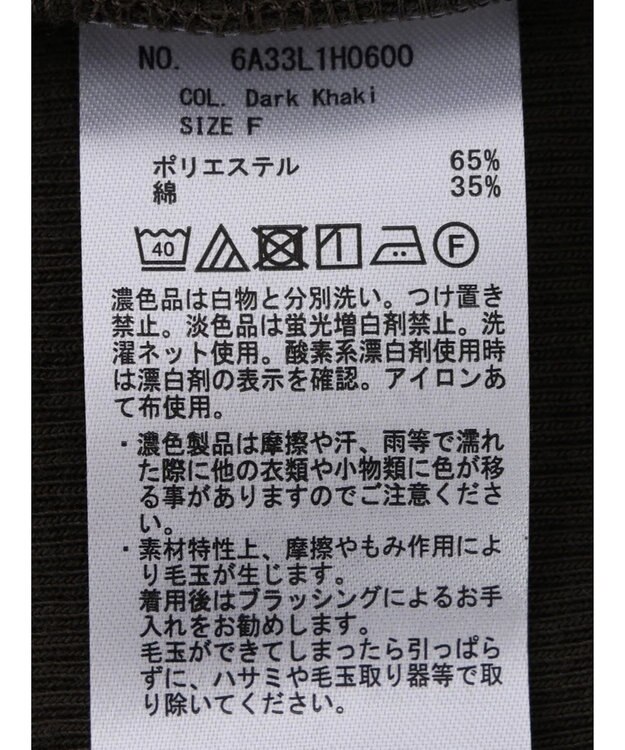 NO. 6A33L1H0600
COL. Dark Khaki
SIZE F
ポリエステル 65%
綿 35%
40 F
濃色品は白物と分別洗い。つけ置き
禁止。淡色品は蛍光増白剤禁止。洗
濯ネット使用。酸素系漂白剤使用時
は漂白剤の表示を確認。アイロンあ
て布使用。
・濃色製品は摩擦や汗、雨等で濡れ
た際に他の衣類や小物類に色が移
る事がありますのでご注意くださ
い。
・素材特性上、摩擦やもみ作用によ
り毛玉が生じます。
着用後はブラッシングによるお手
入れをお勧めします。
毛玉ができてしまったら引っぱら
ずに、ハサミや毛玉取り器等で取
り除いてください。